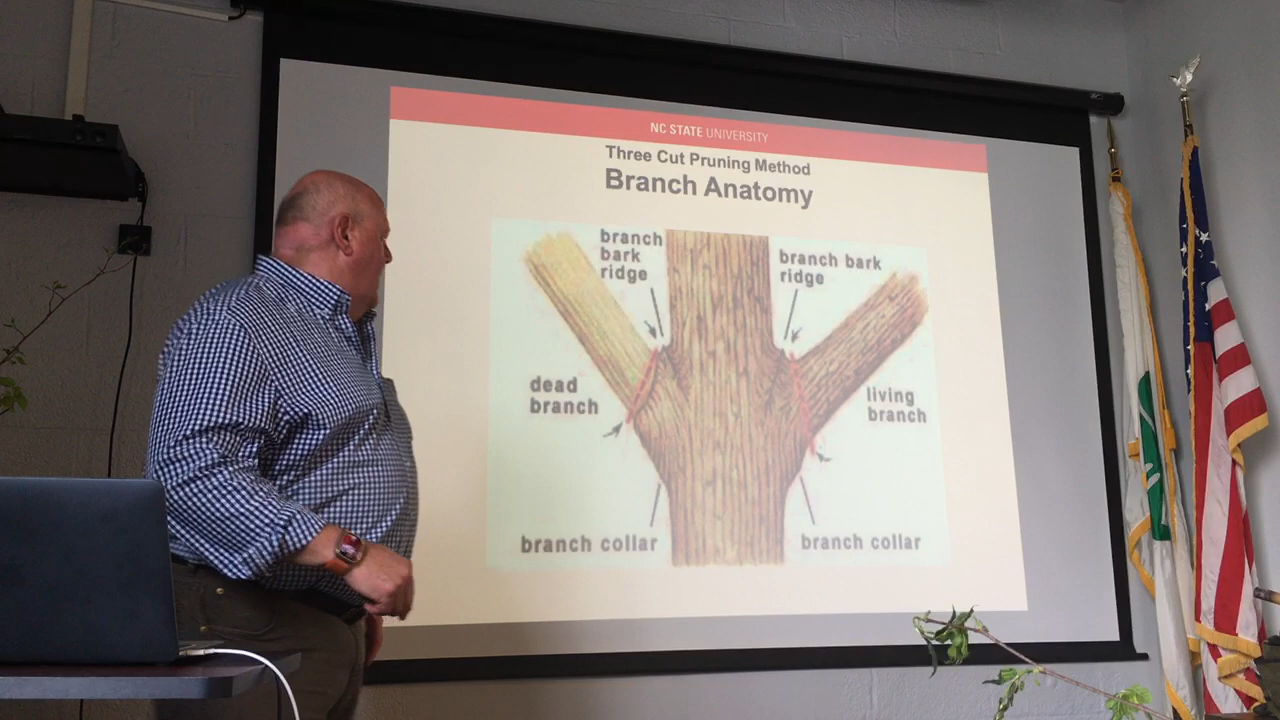 NC STATE UNIVERSITY
Three Cut Pruning Method
Branch Anatomy
branch
bark
ridge
branch bark
ridge
dead
branch
living
branch
branch collar
branch collar